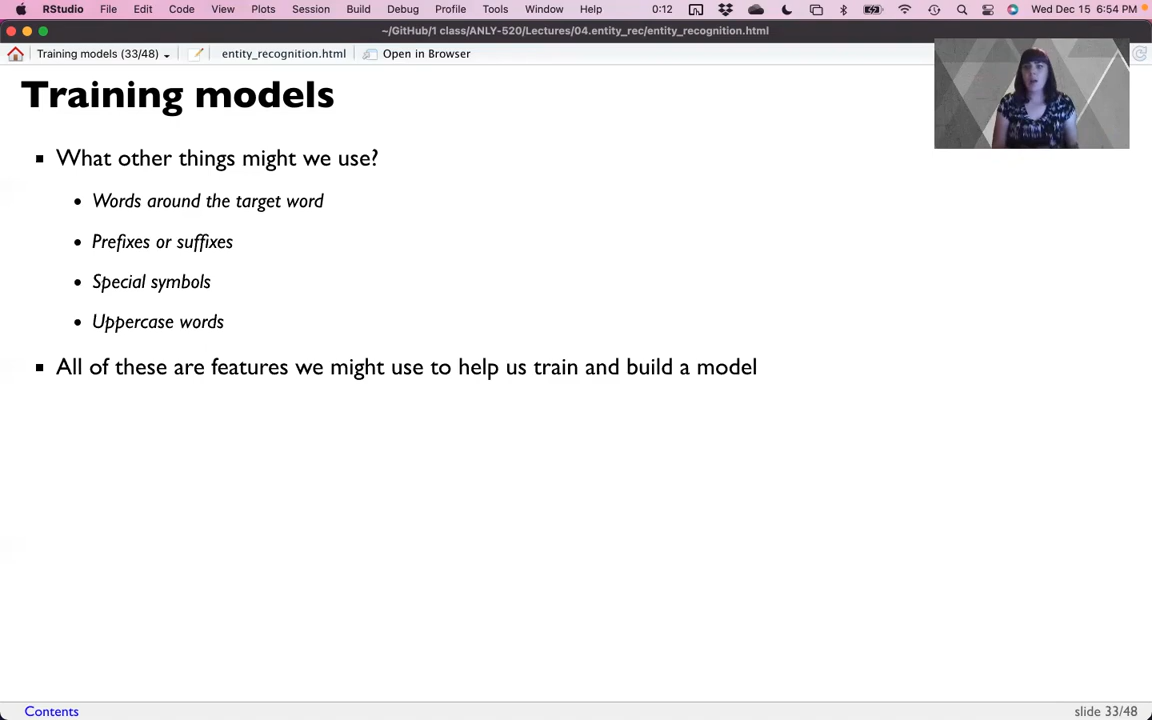 RStudio File Edit Code View Plots Session Build Debug Profile Tools Window Help 0:12 Wed Dec 15 6:54 PM
~/GitHub/1 class/ANLY-520/Lectures/04.entity_rec/entity_recognition.html
Training models (33/48) entity_recognition.html Open in Browser
Training models
What other things might we use?
Words around the target word
Prefixes or suffixes
Special symbols
Uppercase words
All of these are features we might use to help us train and build a model
Contents slide 33/48